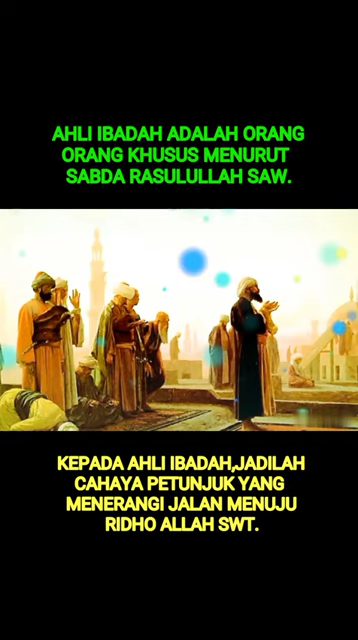 AHLI IBADAH ADALAH ORANG
ORANG KHUSUS MENURUT
SABDA RASULULLAH SAW.
KEPADA AHLI IBADAH,JADILAH
CAHAYA PETUNJUK YANG
MENERANGI JALAN MENUJU
RIDHO ALLAH SWT.